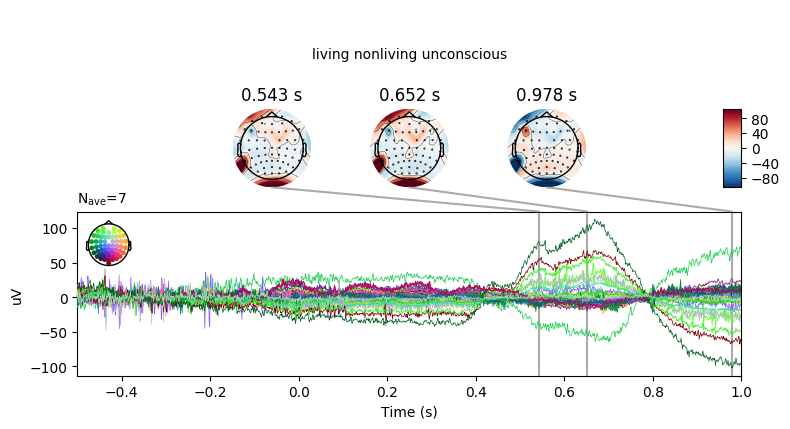 living nonliving unconscious
0.543 s 0.652 s 0.978 s
80
40
0
−40
−80
Nave=7
100
50
0
−50
−100
uV
−0.4 −0.2 0.0 0.2 0.4 0.6 0.8 1.0
Time (s)